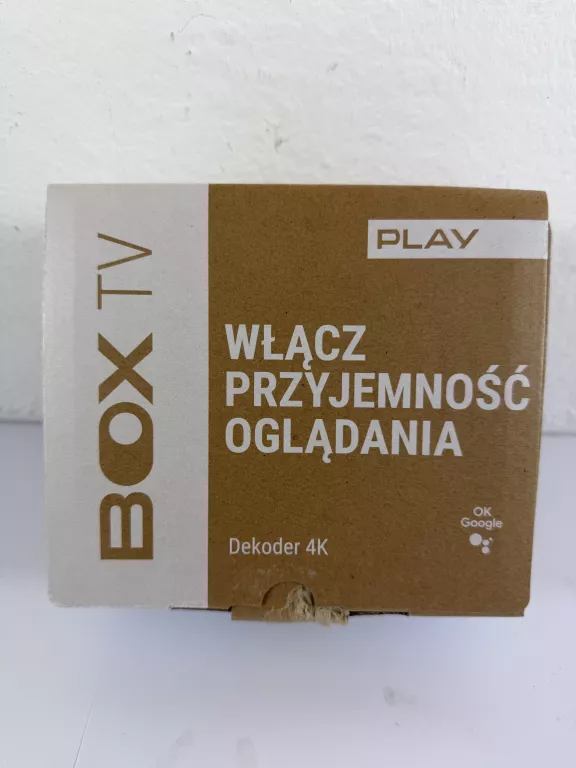 BOX TV
PLAY
WŁĄCZ
PRZYJEMNOŚĆ
OGLĄDANIA
Dekoder 4K
OK
Google